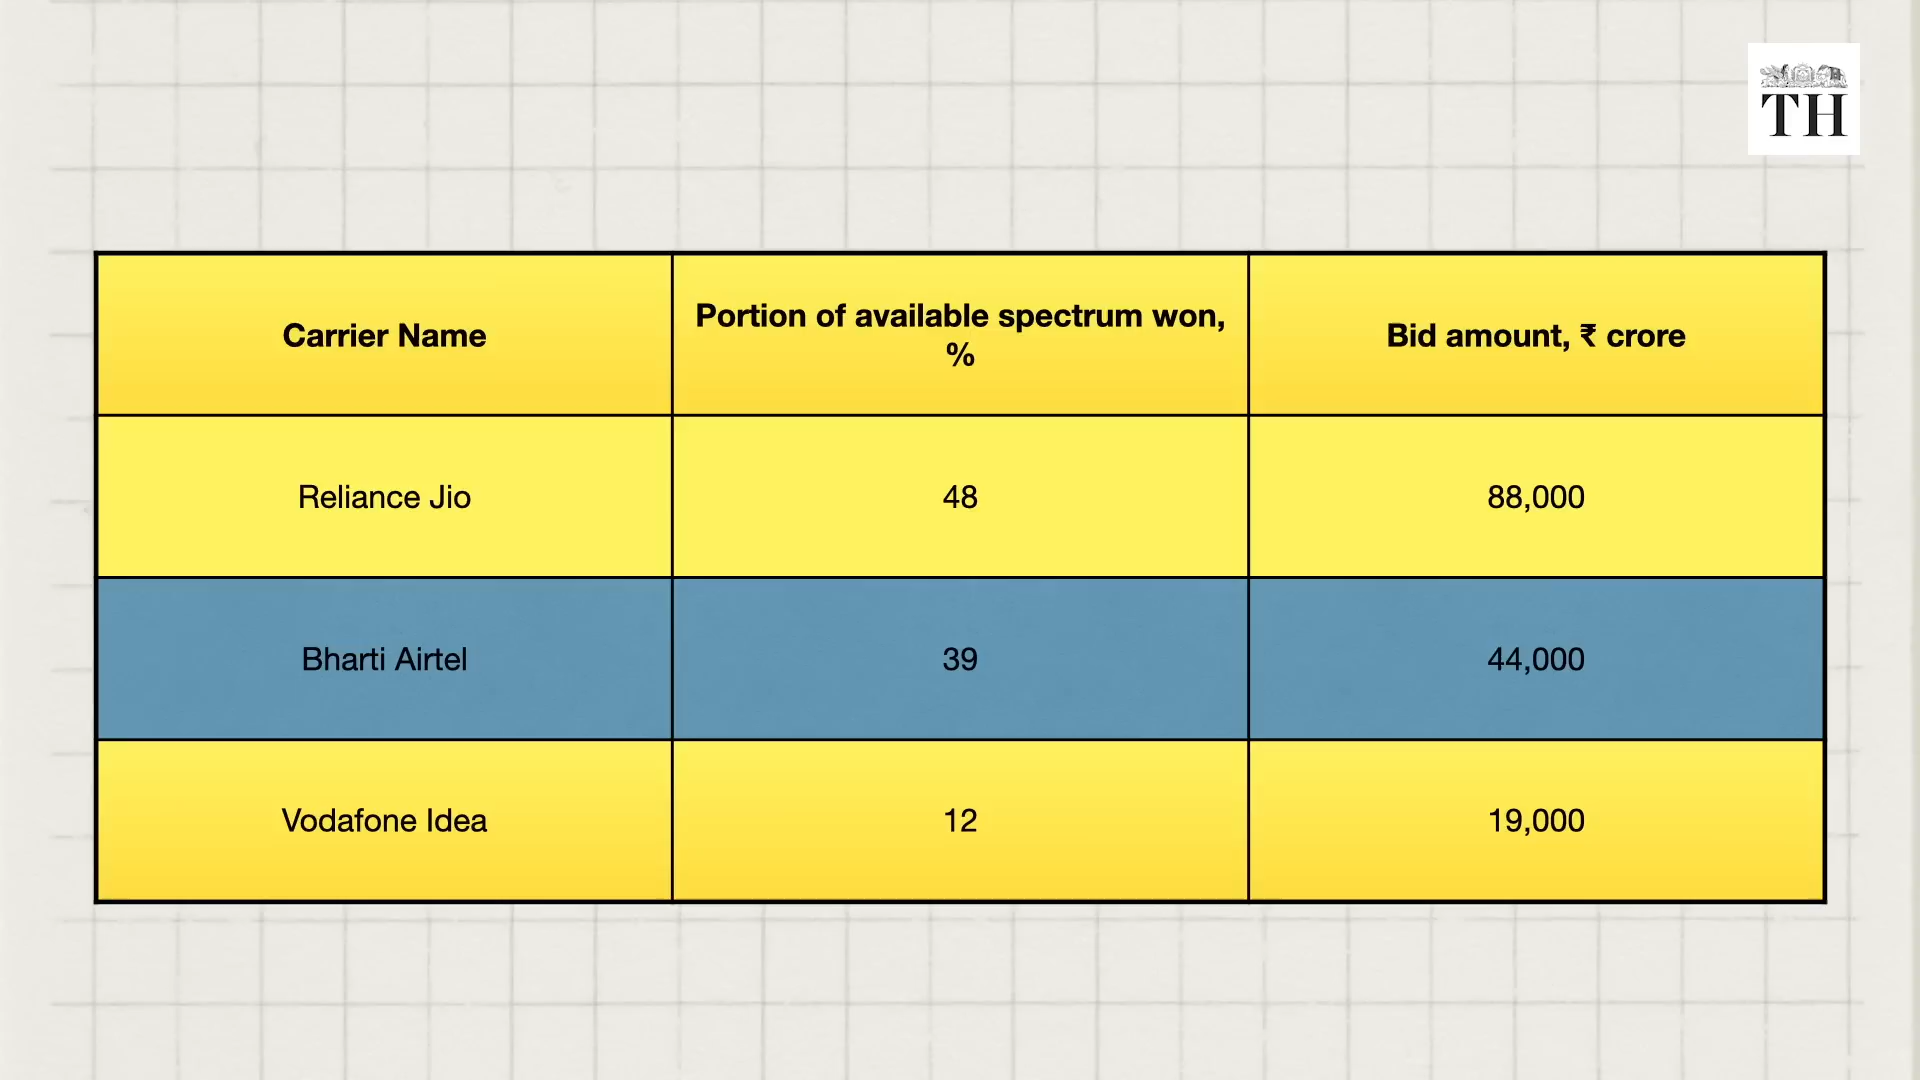 TH
Carrier Name
Portion of available spectrum won,
%
Bid amount, ₹ crore
Reliance Jio
48
88,000
Bharti Airtel
39
44,000
Vodafone Idea
12
19,000